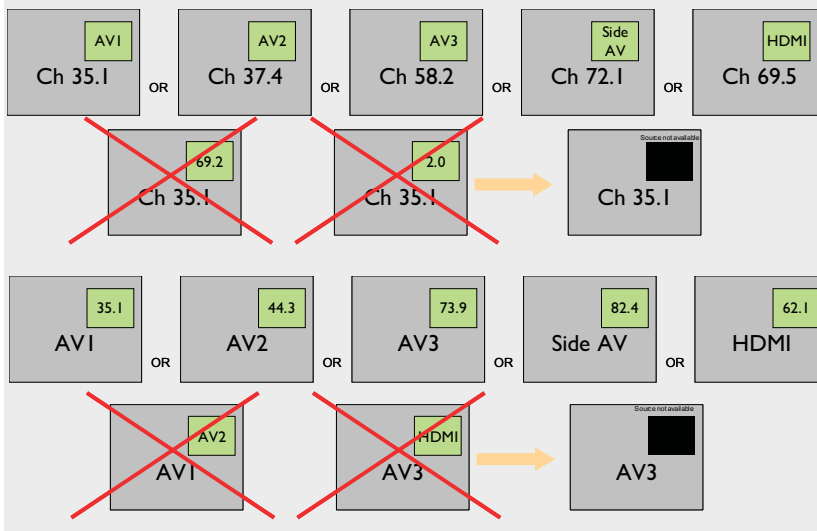 AV1
Ch 35.1
OR
AV2
Ch 37.4
OR
AV3
Ch 58.2
OR
Side
AV
Ch 72.1
OR
HDMI
Ch 69.5
69.2
Ch 35.1
2.0
Ch 35.1
Source not available
Ch 35.1
35.1
AV1
OR
44.3
AV2
OR
73.9
AV3
OR
82.4
Side AV
OR
62.1
HDMI
AV2
AV1
HDMI
AV3
Source not available
AV3